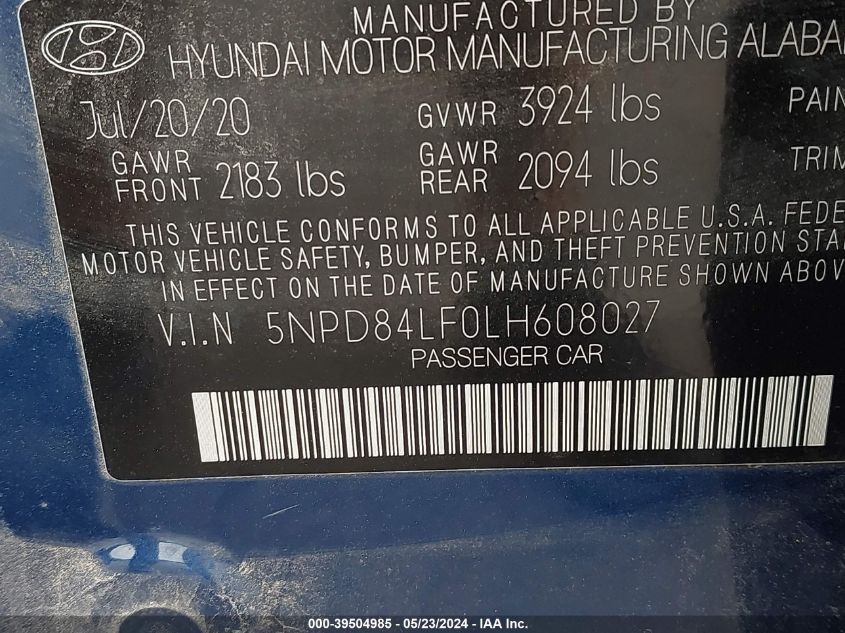 MANUFACTURED BY
HYUNDAI MOTOR MANUFACTURING ALABA
Jul/20/20 GVWR 3924 lbs PAIN
GAWR FRONT 2183 lbs GAWR REAR 2094 lbs TRIM
THIS VEHICLE CONFORMS TO ALL APPLICABLE U.S.A. FEDE
MOTOR VEHICLE SAFETY, BUMPER, AND THEFT PREVENTION STA
IN EFFECT ON THE DATE OF MANUFACTURE SHOWN ABOV
V.I.N 5NPD84LF0LH608027
PASSENGER CAR
000-39504985 - 05/23/2024 - IAA Inc.